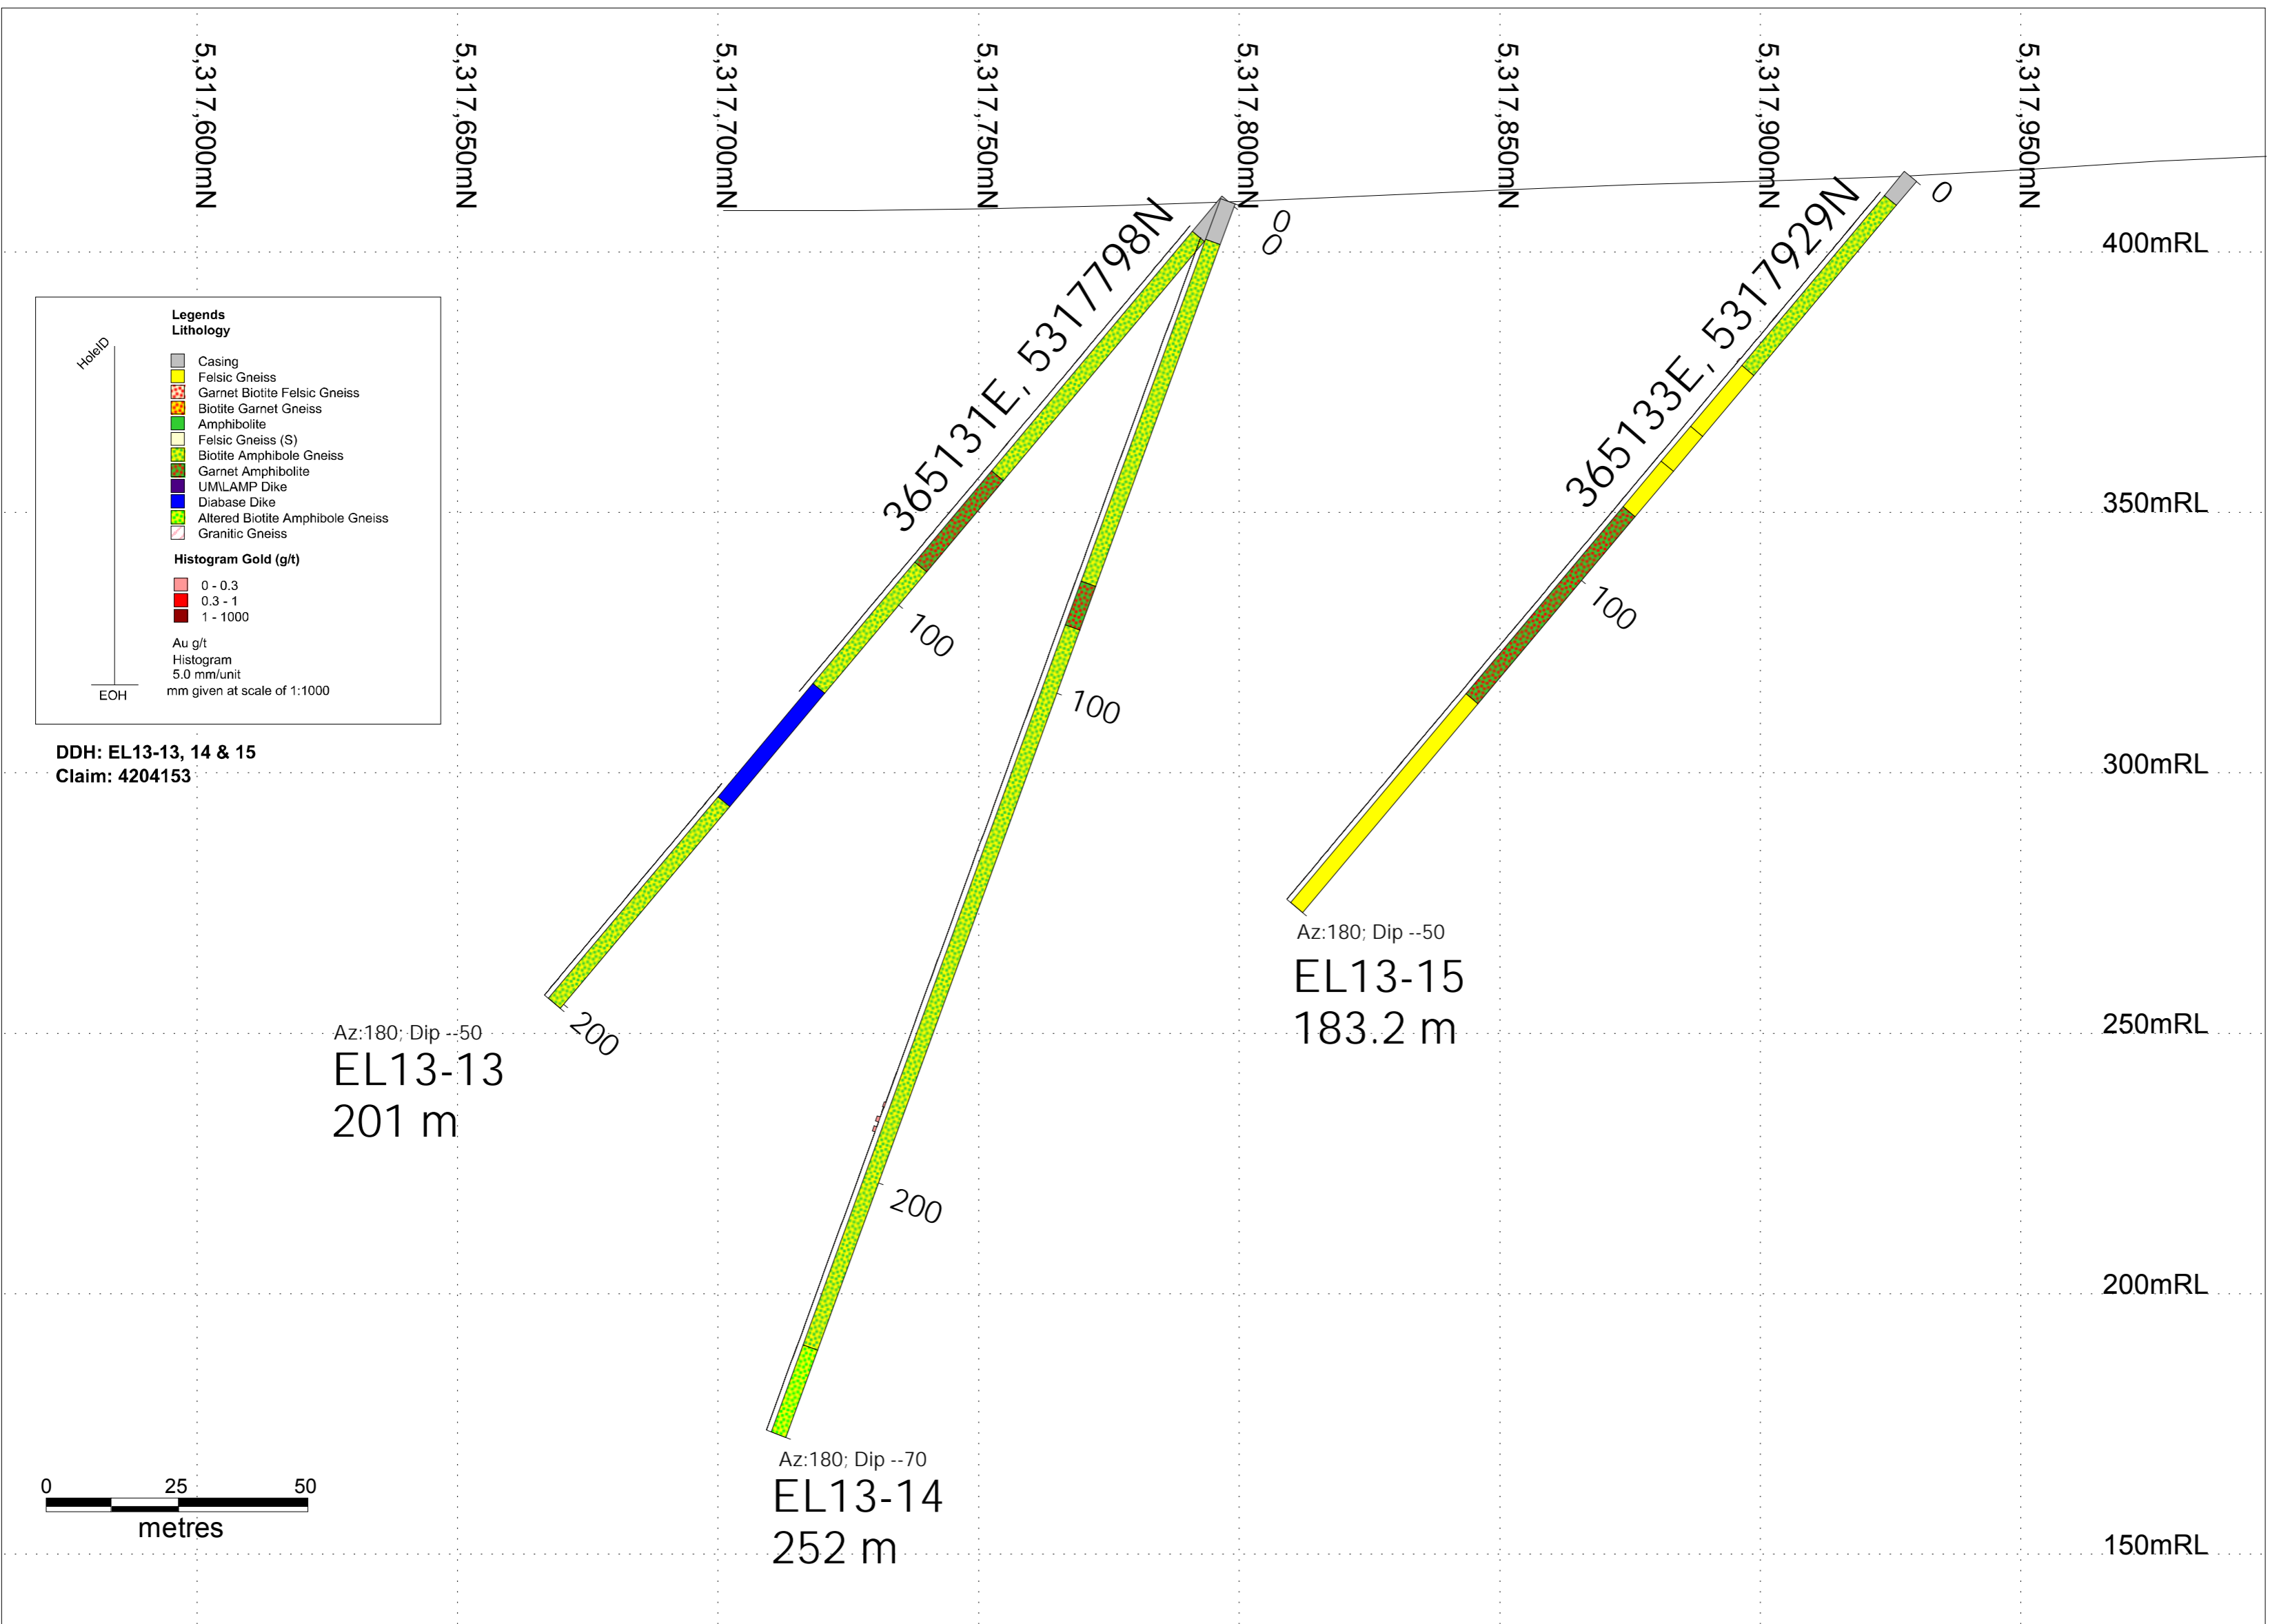 5,317,600mN
5,317,650mN
5,317,700mN
5,317,750mN
5,317,800mN
5,317,850mN
5,317,900mN
5,317,950mN
0
0
0
365131E, 5317798N
365133E, 5317929N
400mRL
350mRL
300mRL
250mRL
200mRL
150mRL
Legends
Lithology
HoleID
EOH
Casing
Felsic Gneiss
Garnet Biotite Felsic Gneiss
Biotite Garnet Gneiss
Amphibolite
Felsic Gneiss (S)
Biotite Amphibole Gneiss
Garnet Amphibolite
UM\LAMP Dike
Diabase Dike
Altered Biotite Amphibole Gneiss
Granitic Gneiss
Histogram Gold (g/t)
0 - 0.3
0.3 - 1
1 - 1000
Au g/t
Histogram
5.0 mm/unit
mm given at scale of 1:1000
DDH: EL13-13, 14 & 15
Claim: 4204153
100
100
100
200
200
Az:180; Dip --50
EL13-15
183.2 m
Az:180; Dip --50
EL13-13
201 m
Az:180; Dip --70
EL13-14
252 m
0 25 50
metres